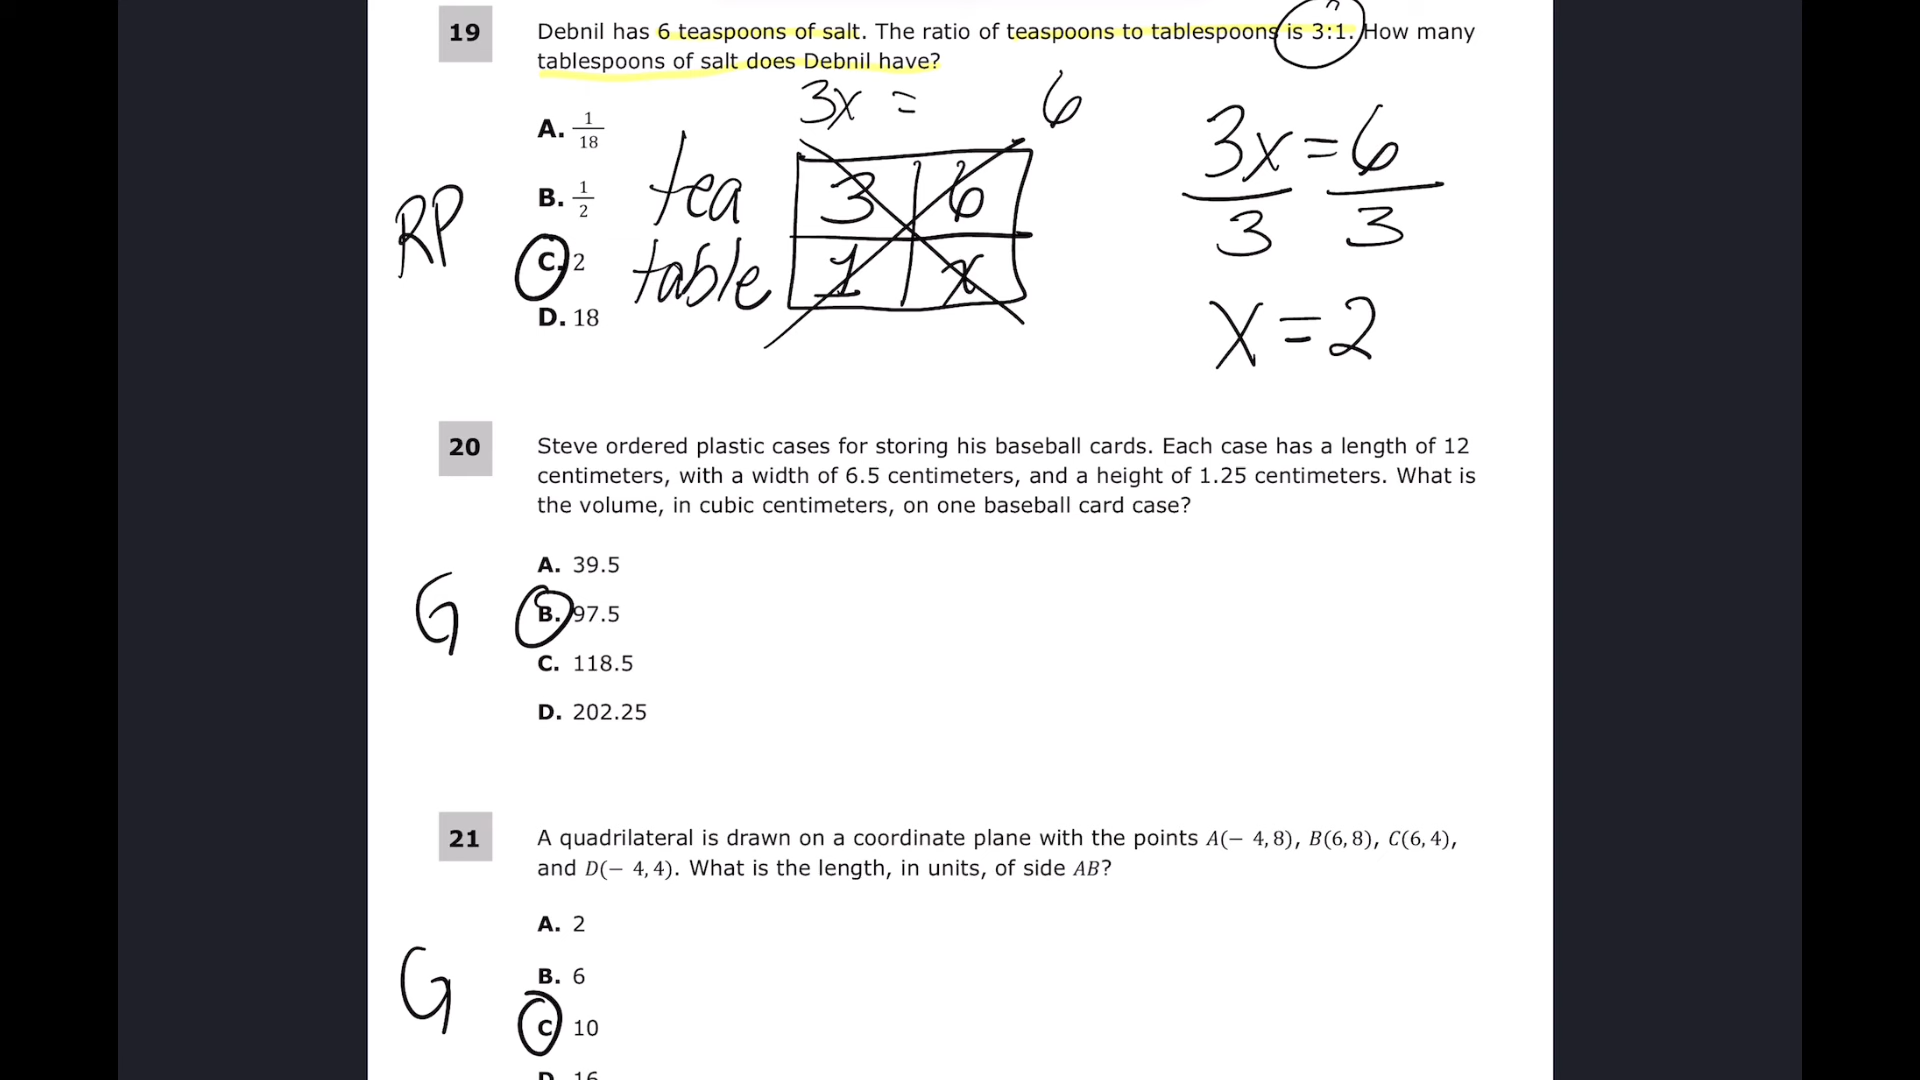 19 Debnil has 6 teaspoons of salt. The ratio of teaspoons to tablespoons is 3:1. How many
tablespoons of salt does Debnil have?
3x = 6
A. 1/18
B. 1/2
C. 2
D. 18
RP
tea 3 6
table 1 x
3x = 6
3 3
x = 2
20 Steve ordered plastic cases for storing his baseball cards. Each case has a length of 12
centimeters, with a width of 6.5 centimeters, and a height of 1.25 centimeters. What is
the volume, in cubic centimeters, on one baseball card case?
A. 39.5
G B. 97.5
C. 118.5
D. 202.25
21 A quadrilateral is drawn on a coordinate plane with the points A(− 4, 8), B(6, 8), C(6, 4),
and D(− 4, 4). What is the length, in units, of side AB?
A. 2
B. 6
G
C 10
D. 16